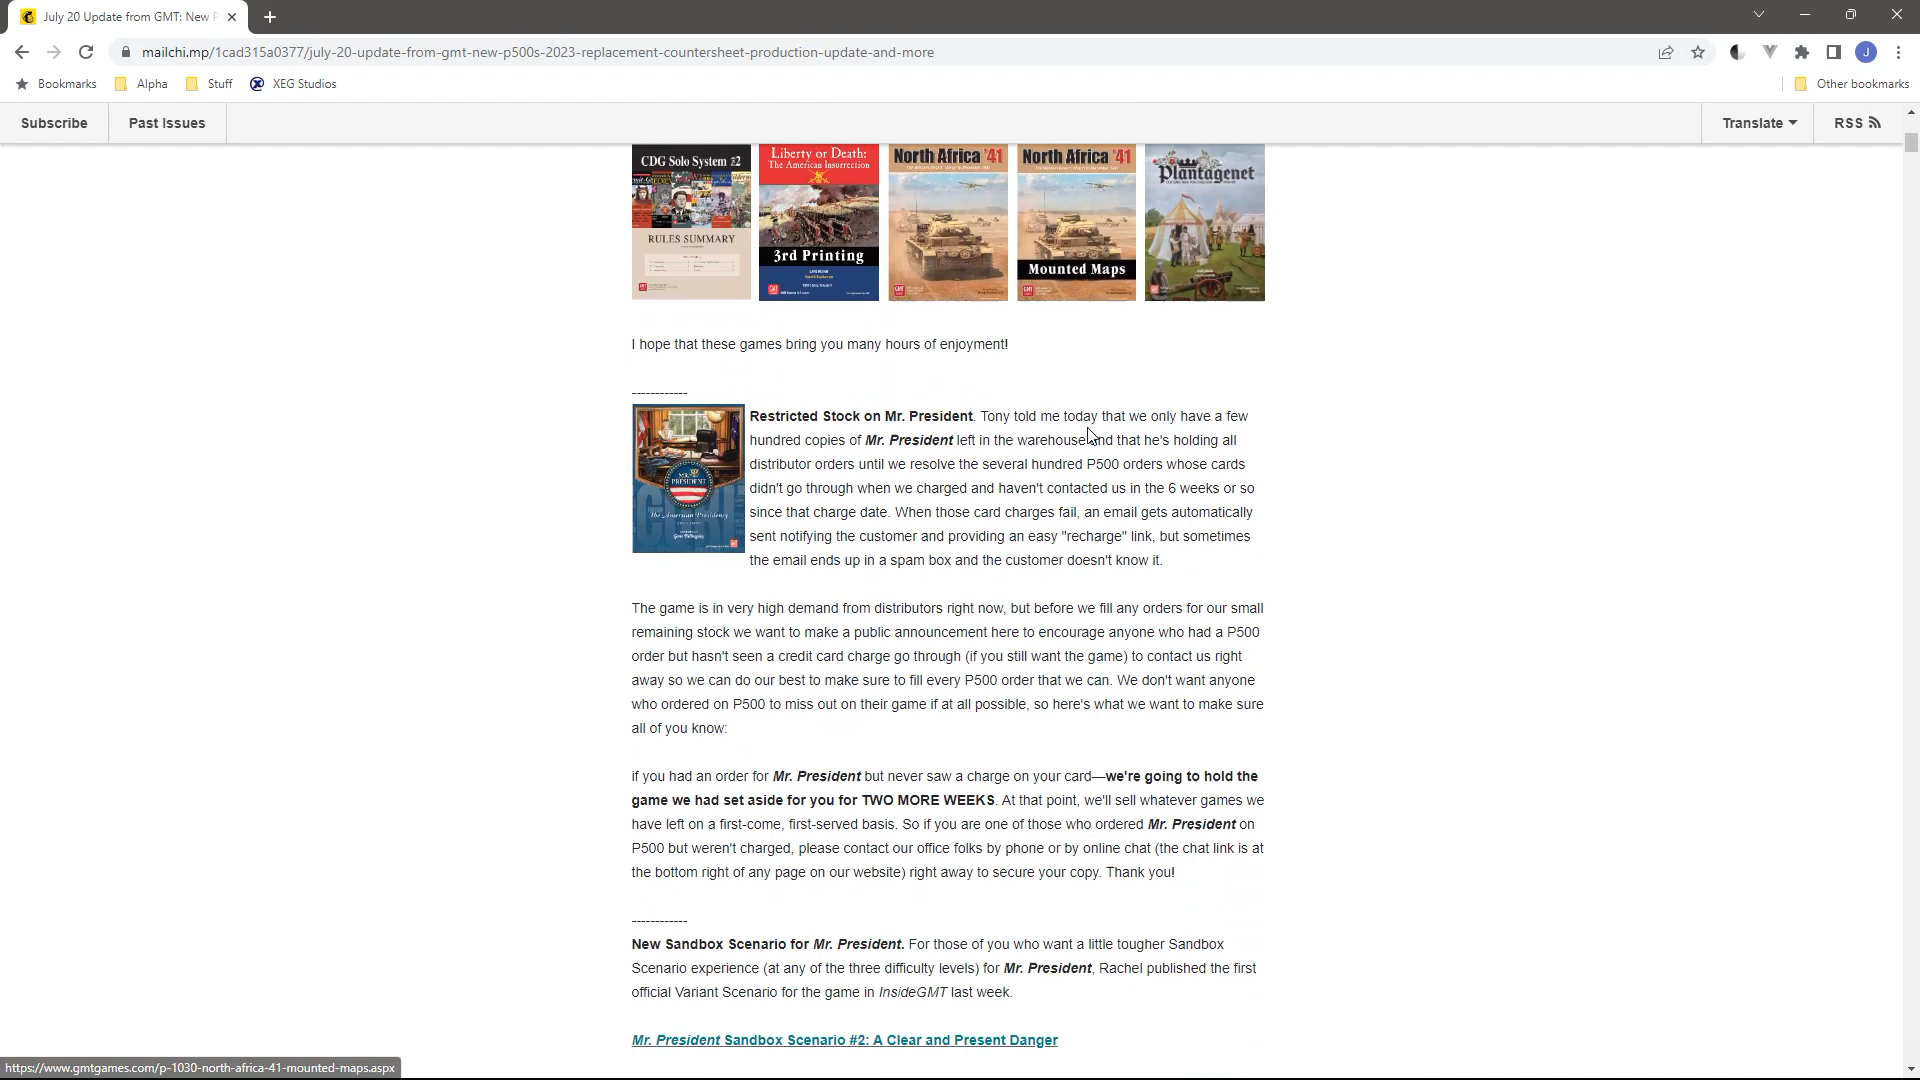 July 20 Update from GMT: New P
mailchi.mp/1cad315a0377/july-20-update-from-gmt-new-p500s-2023-replacement-countersheet-production-update-and-more
J
Bookmarks Alpha Stuff XEG Studios Other bookmarks
Subscribe Past Issues Translate RSS
CDG Solo System #2
RULES SUMMARY
Liberty or Death:
The American Insurrection
3rd Printing
North Africa '41
North Africa '41
Mounted Maps
Plantagenet
I hope that these games bring you many hours of enjoyment!
------------
MR. PRESIDENT
The American Presidency
Restricted Stock on Mr. President. Tony told me today that we only have a few
hundred copies of Mr. President left in the warehouse and that he's holding all
distributor orders until we resolve the several hundred P500 orders whose cards
didn't go through when we charged and haven't contacted us in the 6 weeks or so
since that charge date. When those card charges fail, an email gets automatically
sent notifying the customer and providing an easy "recharge" link, but sometimes
the email ends up in a spam box and the customer doesn't know it.
The game is in very high demand from distributors right now, but before we fill any orders for our small
remaining stock we want to make a public announcement here to encourage anyone who had a P500
order but hasn't seen a credit card charge go through (if you still want the game) to contact us right
away so we can do our best to make sure to fill every P500 order that we can. We don't want anyone
who ordered on P500 to miss out on their game if at all possible, so here's what we want to make sure
all of you know:
if you had an order for Mr. President but never saw a charge on your card—we're going to hold the
game we had set aside for you for TWO MORE WEEKS. At that point, we'll sell whatever games we
have left on a first-come, first-served basis. So if you are one of those who ordered Mr. President on
P500 but weren't charged, please contact our office folks by phone or by online chat (the chat link is at
the bottom right of any page on our website) right away to secure your copy. Thank you!
------------
New Sandbox Scenario for Mr. President. For those of you who want a little tougher Sandbox
Scenario experience (at any of the three difficulty levels) for Mr. President, Rachel published the first
official Variant Scenario for the game in InsideGMT last week.
Mr. President Sandbox Scenario #2: A Clear and Present Danger
https://www.gmtgames.com/p-1030-north-africa-41-mounted-maps.aspx